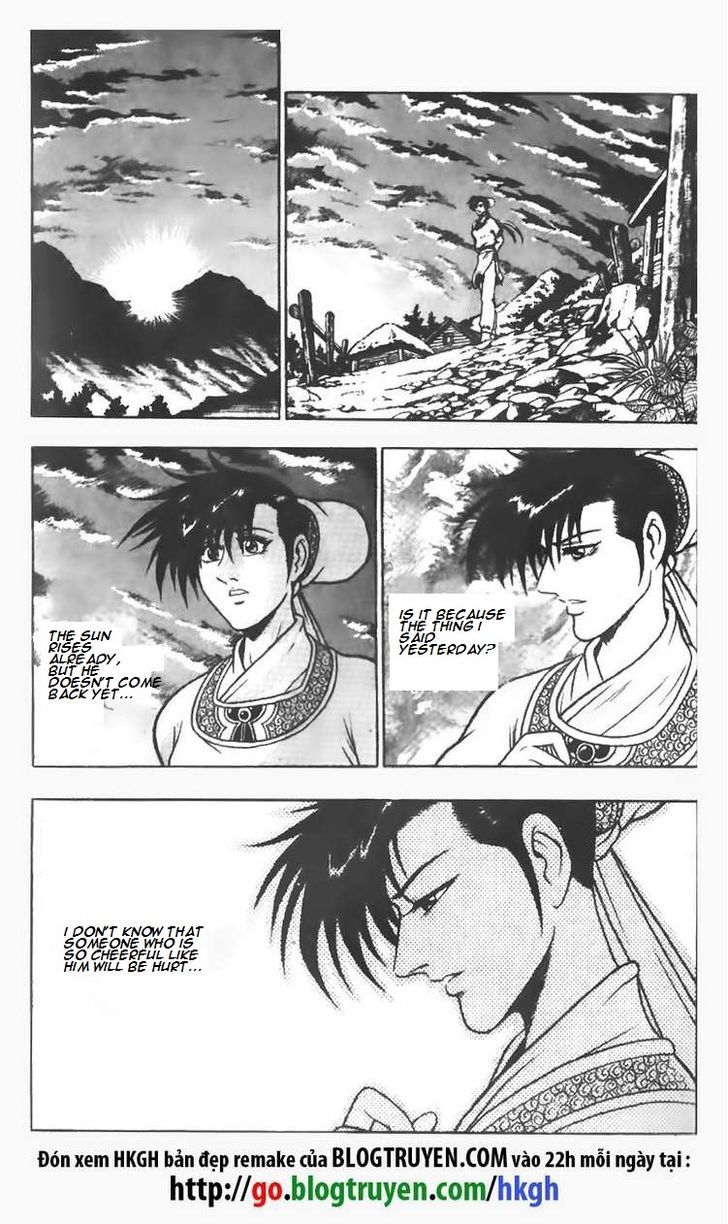 THE SUN
RISES
ALREADY,
BUT HE
DOESN'T COME
BACK YET...
IS IT BECAUSE
THE THING I
SAID
YESTERDAY?
I DON'T KNOW THAT
SOMEONE WHO IS
SO CHEERFUL LIKE
HIM WILL BE HURT...
Đón xem HKGH bản đẹp remake của BLOGTRUYEN.COM vào 22h mỗi ngày tại :
http://go.blogtruyen.com/hkgh